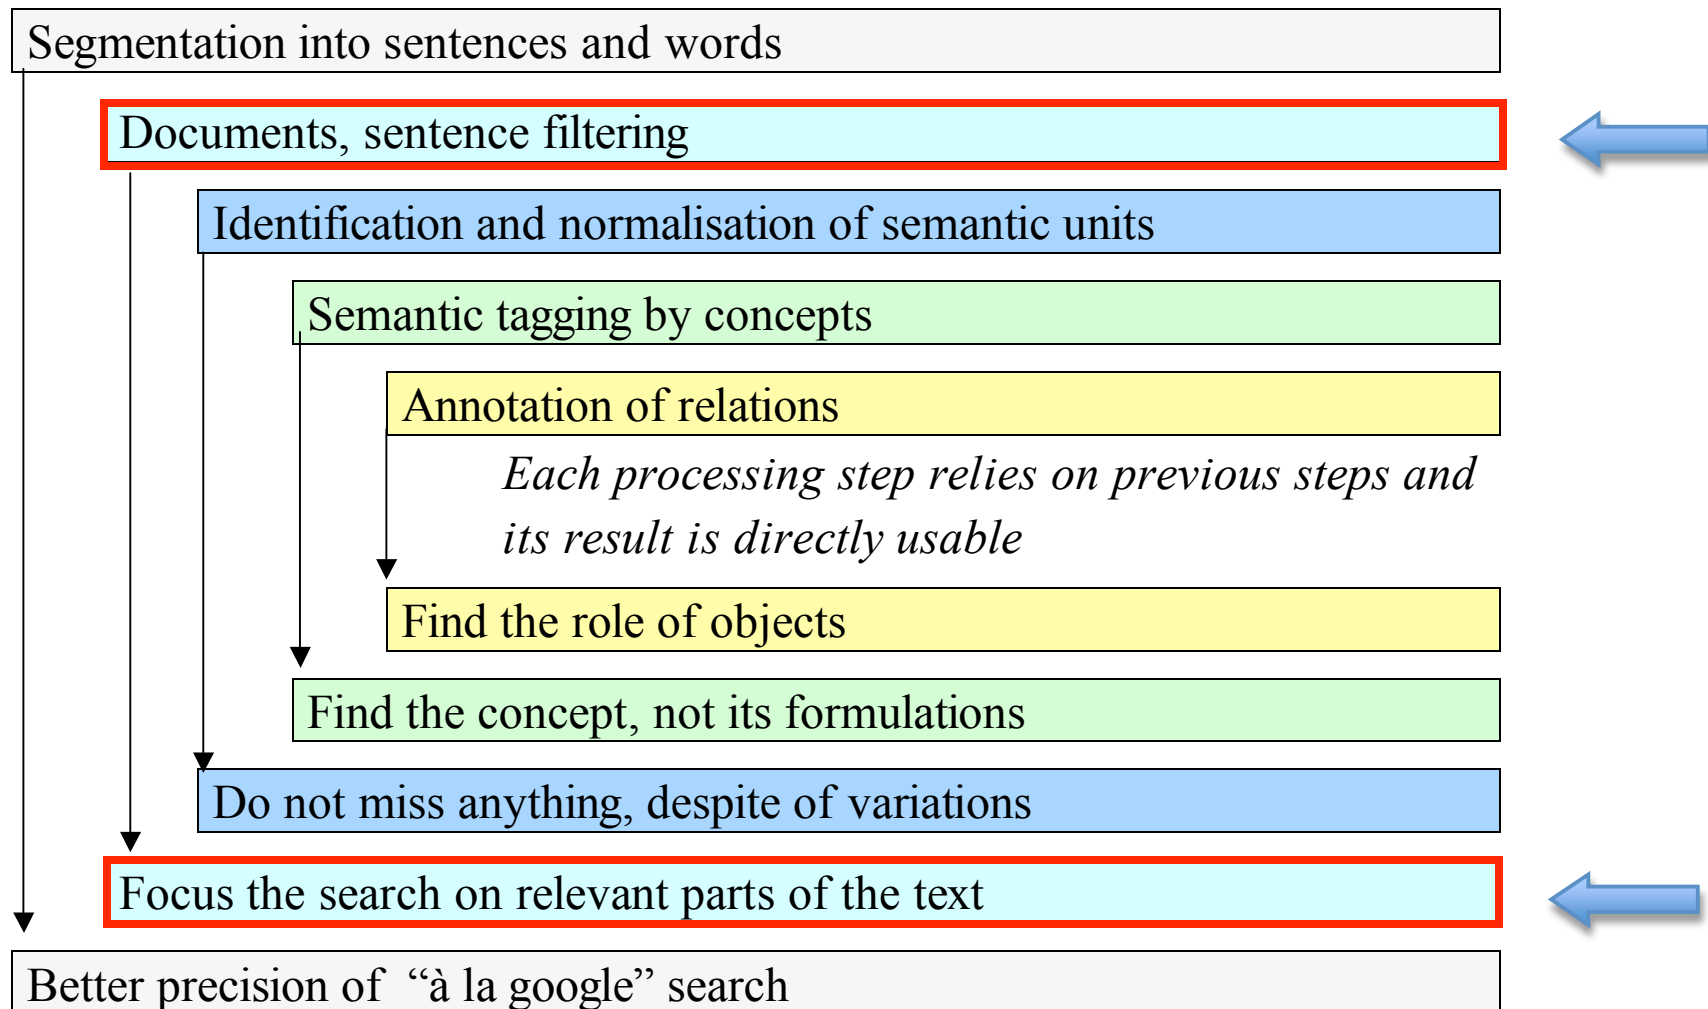 Segmentation into sentences and words
Documents, sentence filtering
Identification and normalisation of semantic units
Semantic tagging by concepts
Annotation of relations
Each processing step relies on previous steps and
its result is directly usable
Find the role of objects
Find the concept, not its formulations
Do not miss anything, despite of variations
Focus the search on relevant parts of the text
Better precision of “à la google” search